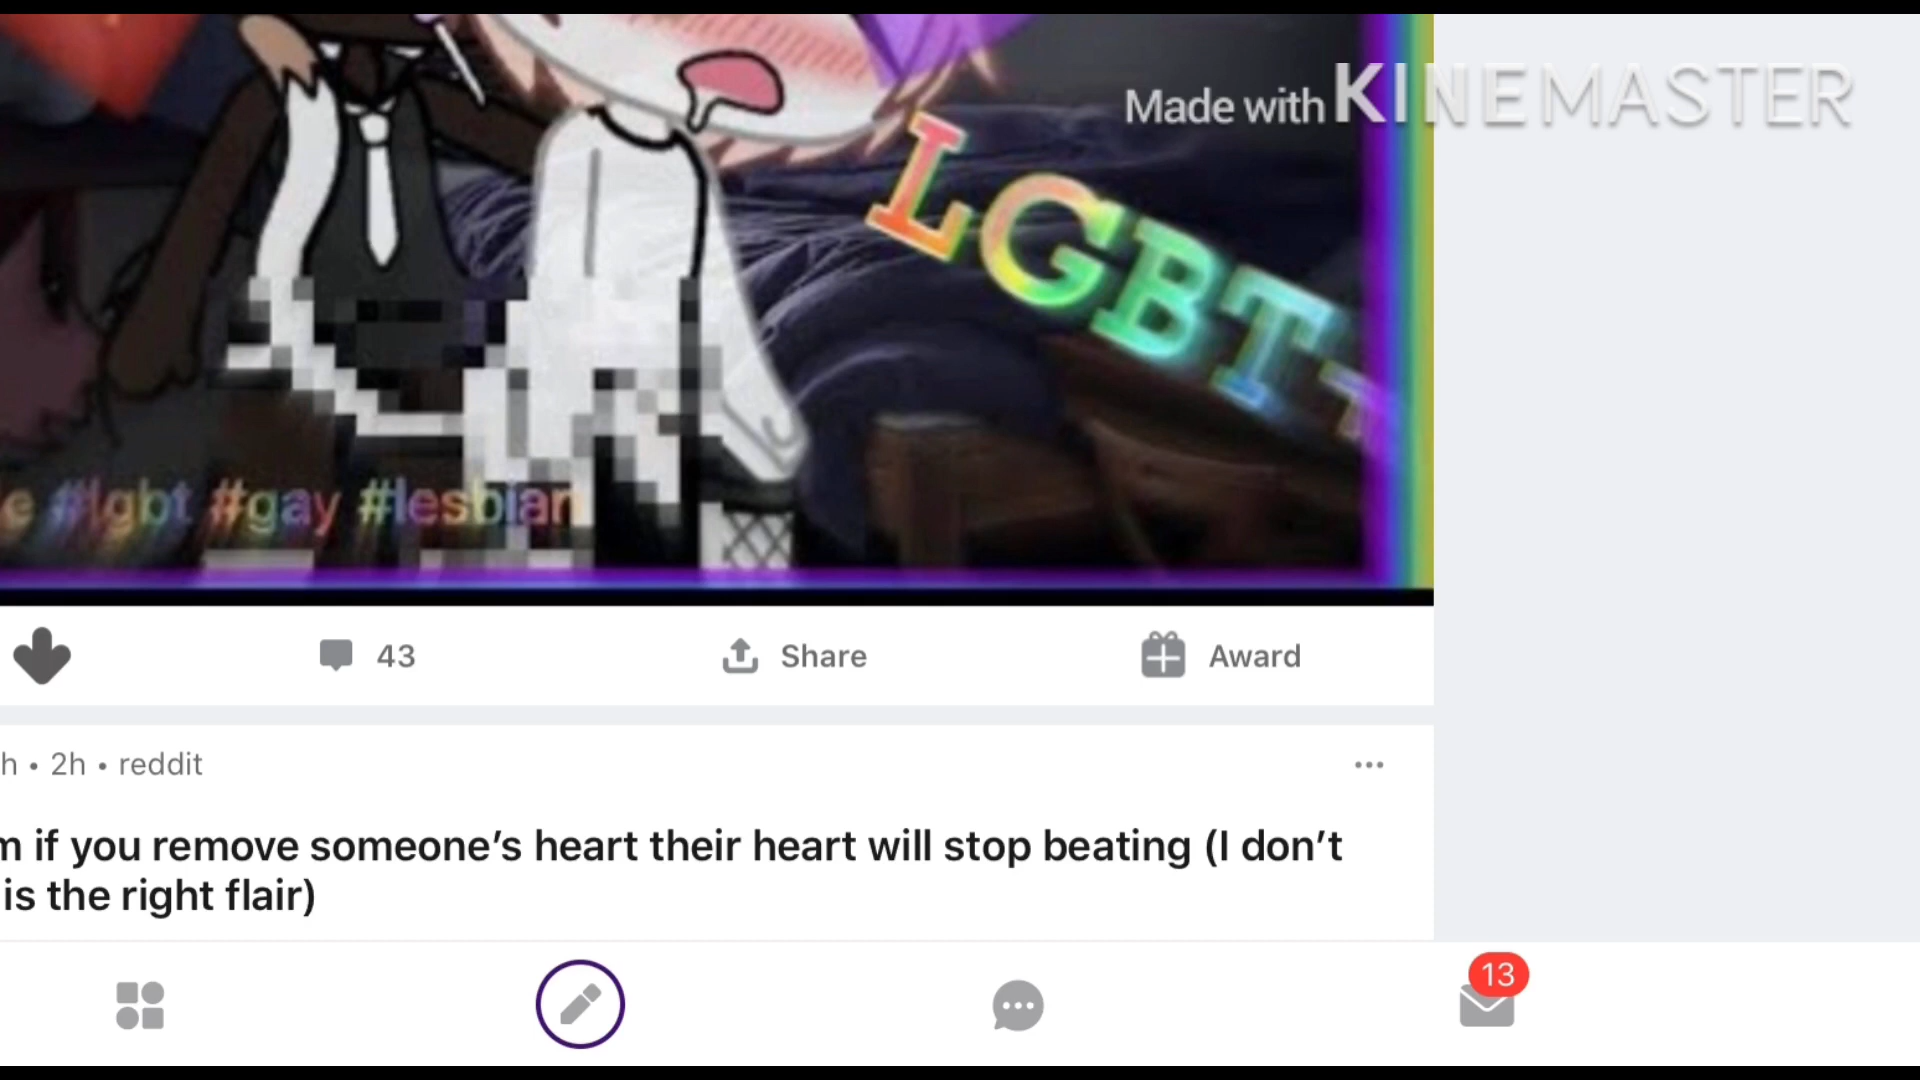 Made with KINEMASTER
LGBT
e #lgbt #gay #lesbian
43
Share
Award
h • 2h • reddit
m if you remove someone’s heart their heart will stop beating (I don’t
is the right flair)
13